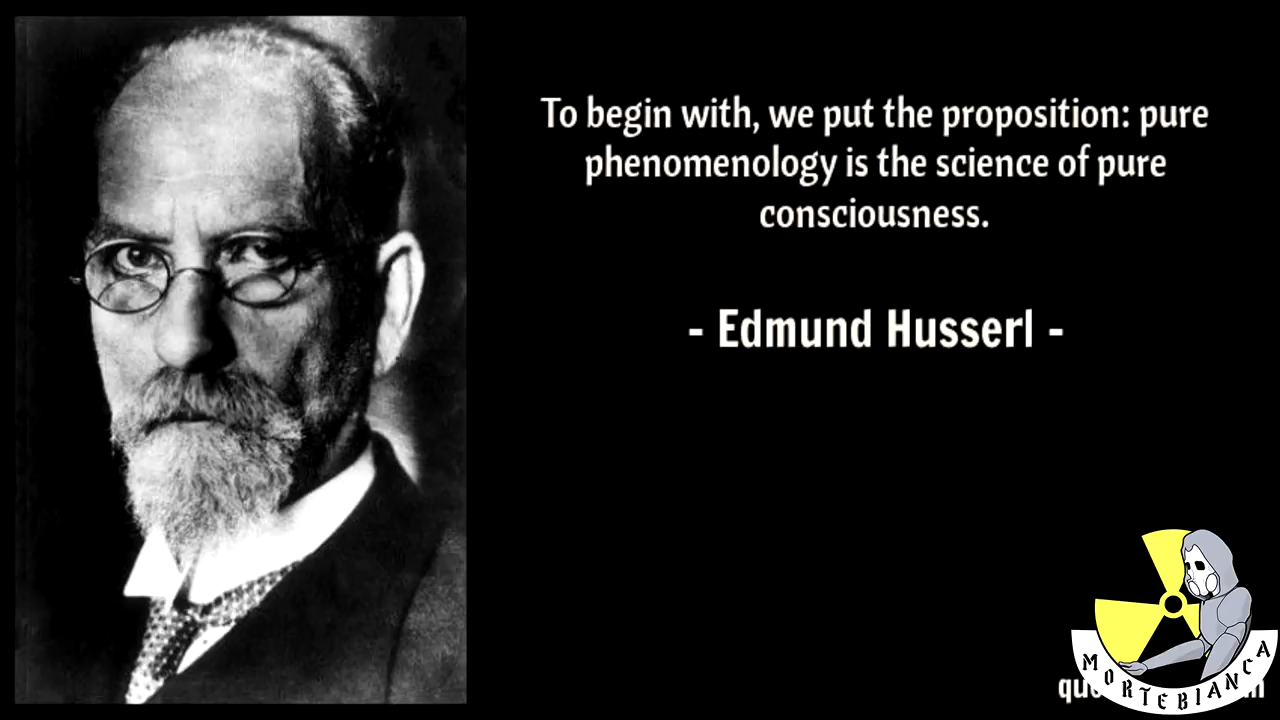 To begin with, we put the proposition: pure
phenomenology is the science of pure
consciousness.
- Edmund Husserl -
MORTEBIANCA